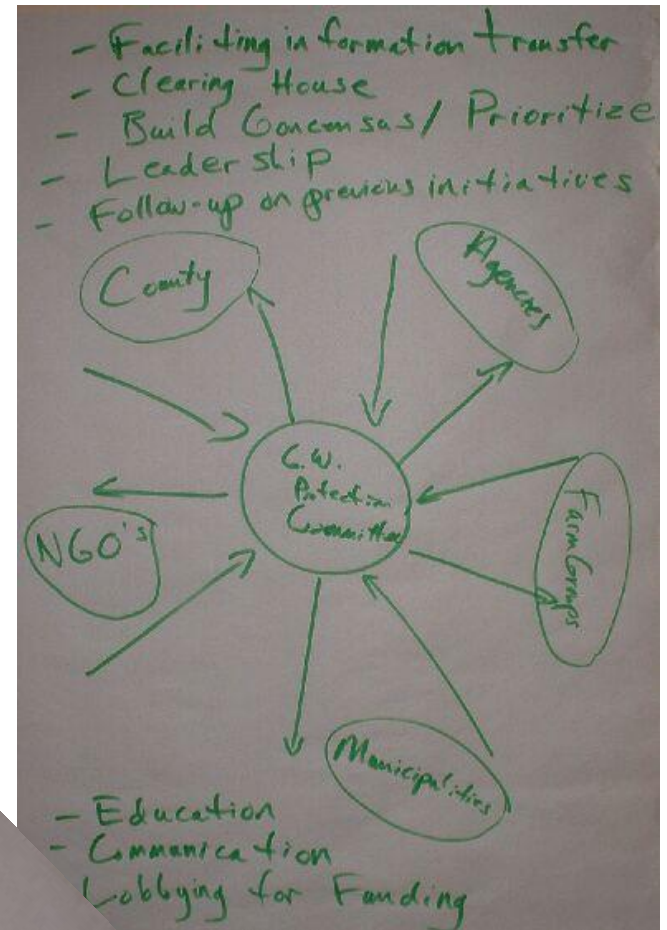 - Faciliting information transfer
- Clearing House
- Build Concensus / Prioritize
- Leadership
- Follow-up on previous initiatives
County
Agencies
G.W.
Protection
Committee
NGO's
Farm Groups
Municipalities
- Education
- Communication
Lobbying for Funding